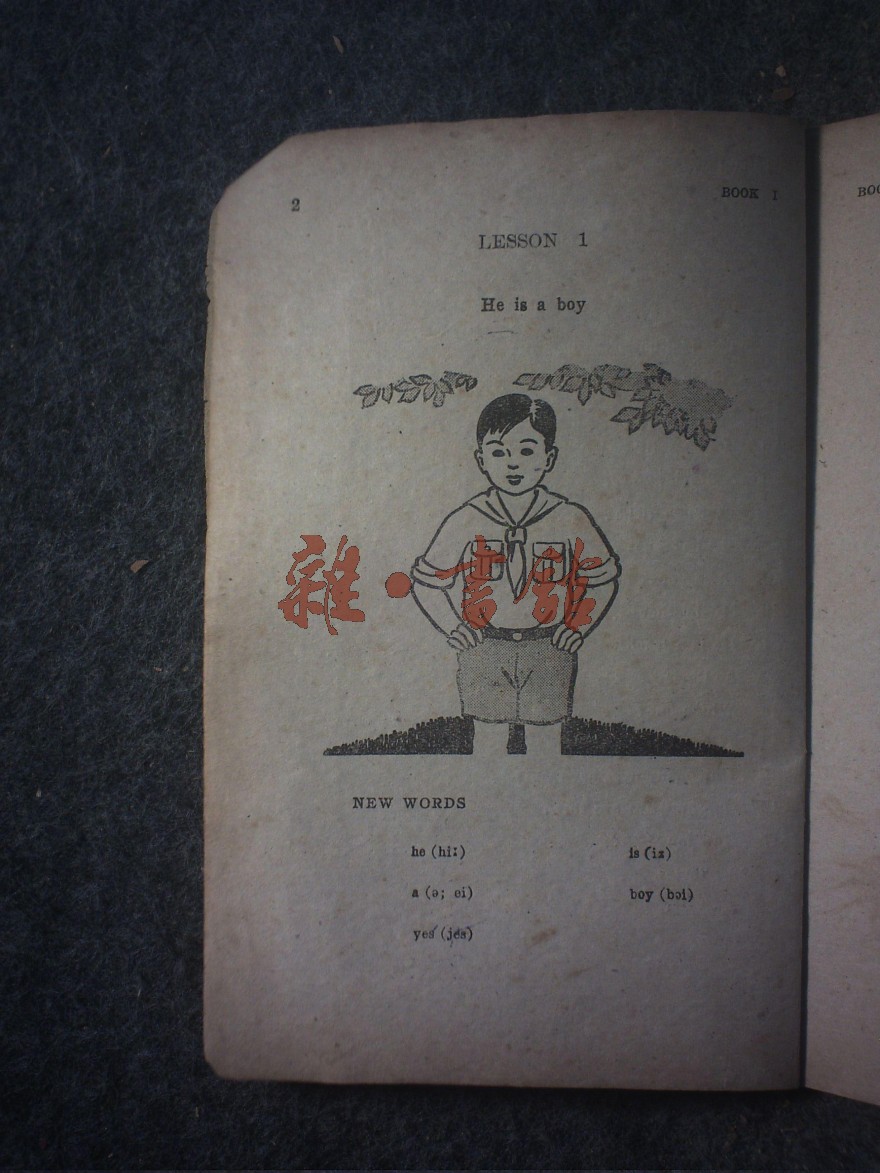 2
BOOK 1
BOO
LESSON 1
He is a boy
雜·書館
NEW WORDS
he (hiː)
is (iz)
a (ə; ei)
boy (bɔi)
yes (jes)